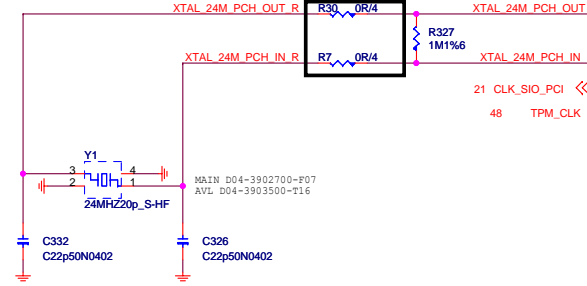 XTAL_24M_PCH_OUT_R R30 0R/4 XTAL_24M_PCH_OUT
R327
1M1%6
XTAL_24M_PCH_IN_R R7 0R/4 XTAL_24M_PCH_IN
21 CLK_SIO_PCI
48 TPM_CLK
Y1
3 4
2 1
MAIN D04-3902700-F07
AVL D04-3903500-T16
24MHZ20p_S-HF
C332
C22p50N0402
C326
C22p50N0402